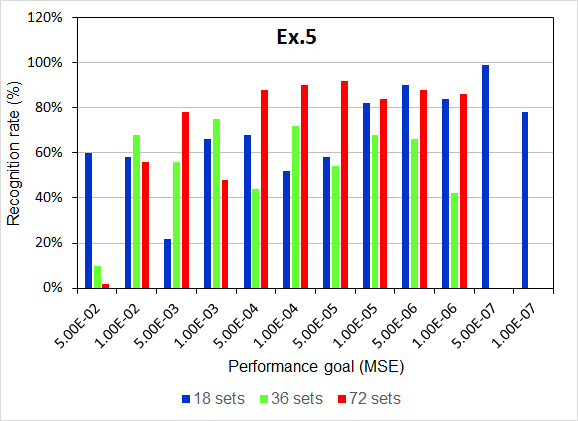 Ex.5
120%
100%
80%
60%
40%
20%
0%
Recognition rate (%)
5.00E-02 1.00E-02 5.00E-03 1.00E-03 5.00E-04 1.00E-04 5.00E-05 1.00E-05 5.00E-06 1.00E-06 5.00E-07 1.00E-07
Performance goal (MSE)
18 sets 36 sets 72 sets